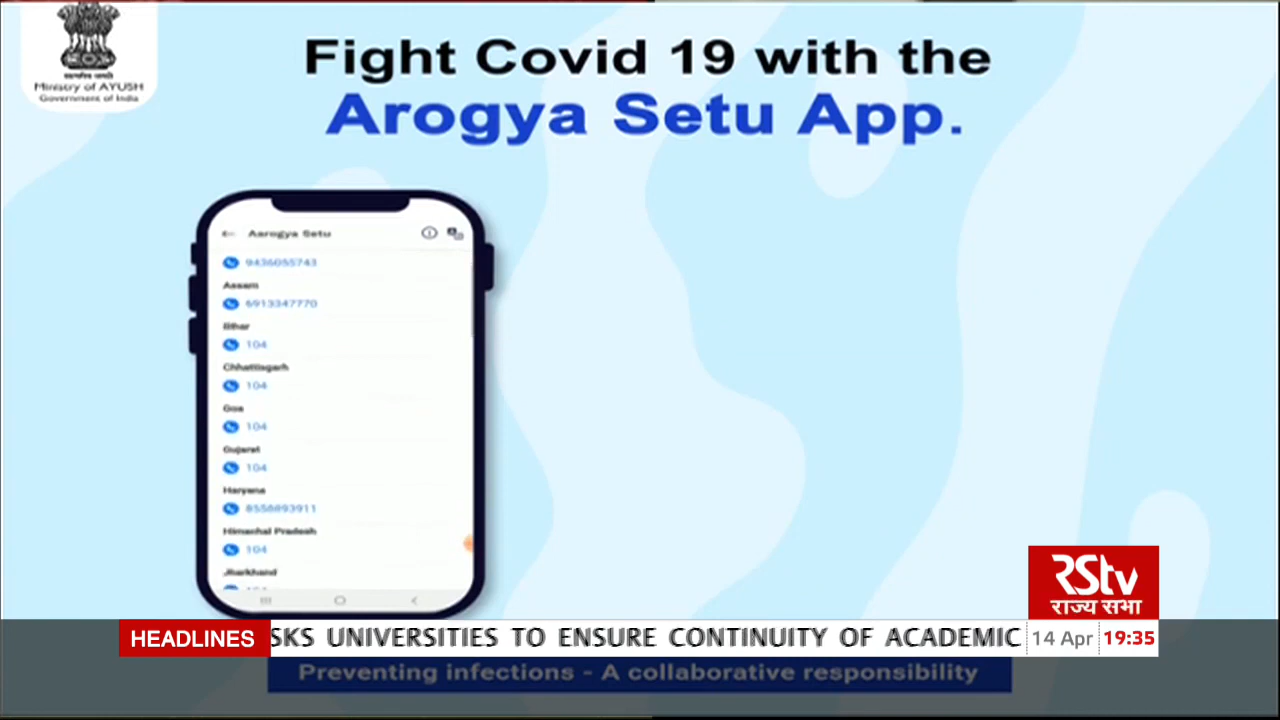 सत्यमेव जयते
Ministry of AYUSH
Government of India
Fight Covid 19 with the
Arogya Setu App.
Aarogya Setu
9436055743
Assam
6913347770
Bihar
104
Chhattisgarh
104
Goa
104
Gujarat
104
Haryana
8558893911
Himachal Pradesh
104
Jharkhand
RStv
राज्य सभा
HEADLINES
SKS UNIVERSITIES TO ENSURE CONTINUITY OF ACADEMIC
14 Apr
19:35
Preventing infections - A collaborative responsibility